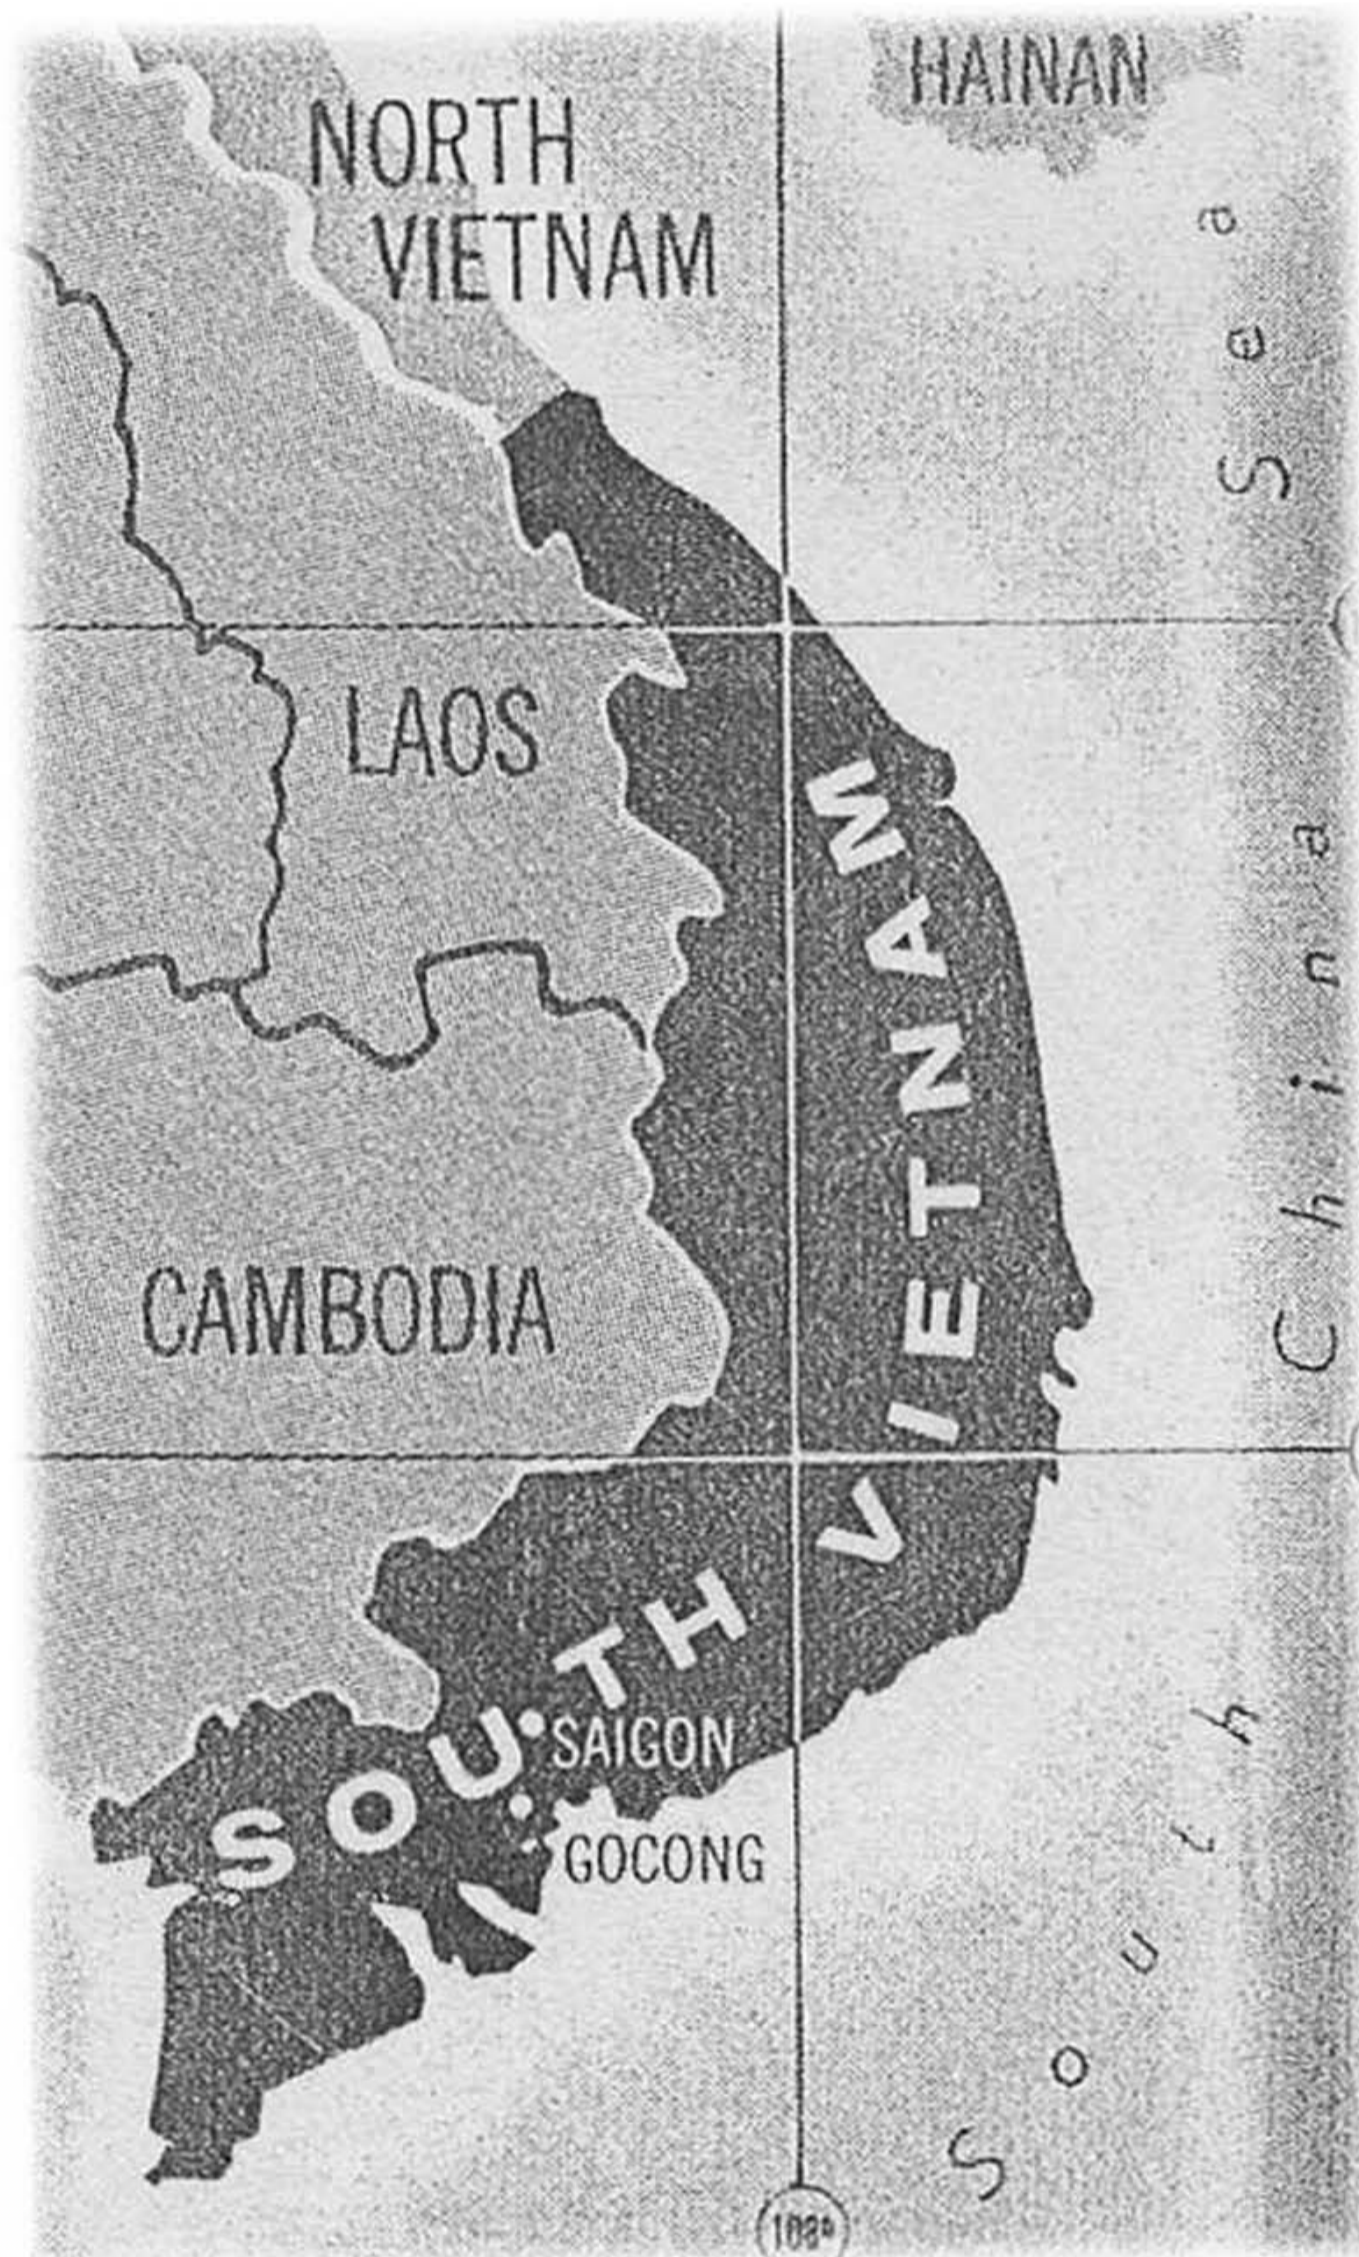 HAINAN
NORTH
VIETNAM
LAOS
CAMBODIA
SOUTH VIETNAM
SAIGON
GOCONG
South China Sea
108°